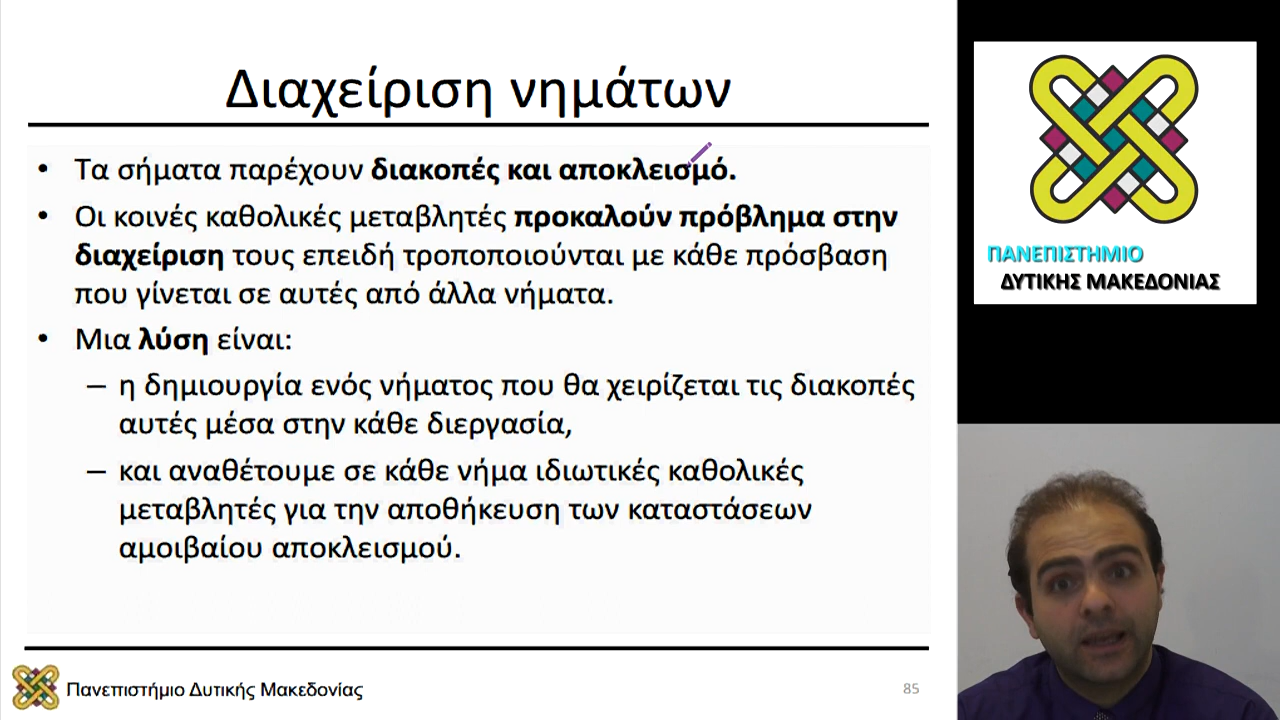 Διαχείριση νημάτων
• Τα σήματα παρέχουν διακοπές και αποκλεισμό.
• Οι κοινές καθολικές μεταβλητές προκαλούν πρόβλημα στην
διαχείριση τους επειδή τροποποιούνται με κάθε πρόσβαση
που γίνεται σε αυτές από άλλα νήματα.
• Μια λύση είναι:
– η δημιουργία ενός νήματος που θα χειρίζεται τις διακοπές
αυτές μέσα στην κάθε διεργασία,
– και αναθέτουμε σε κάθε νήμα ιδιωτικές καθολικές
μεταβλητές για την αποθήκευση των καταστάσεων
αμοιβαίου αποκλεισμού.
Πανεπιστήμιο Δυτικής Μακεδονίας
85
ΠΑΝΕΠΙΣΤΗΜΙΟ
ΔΥΤΙΚΗΣ ΜΑΚΕΔΟΝΙΑΣ